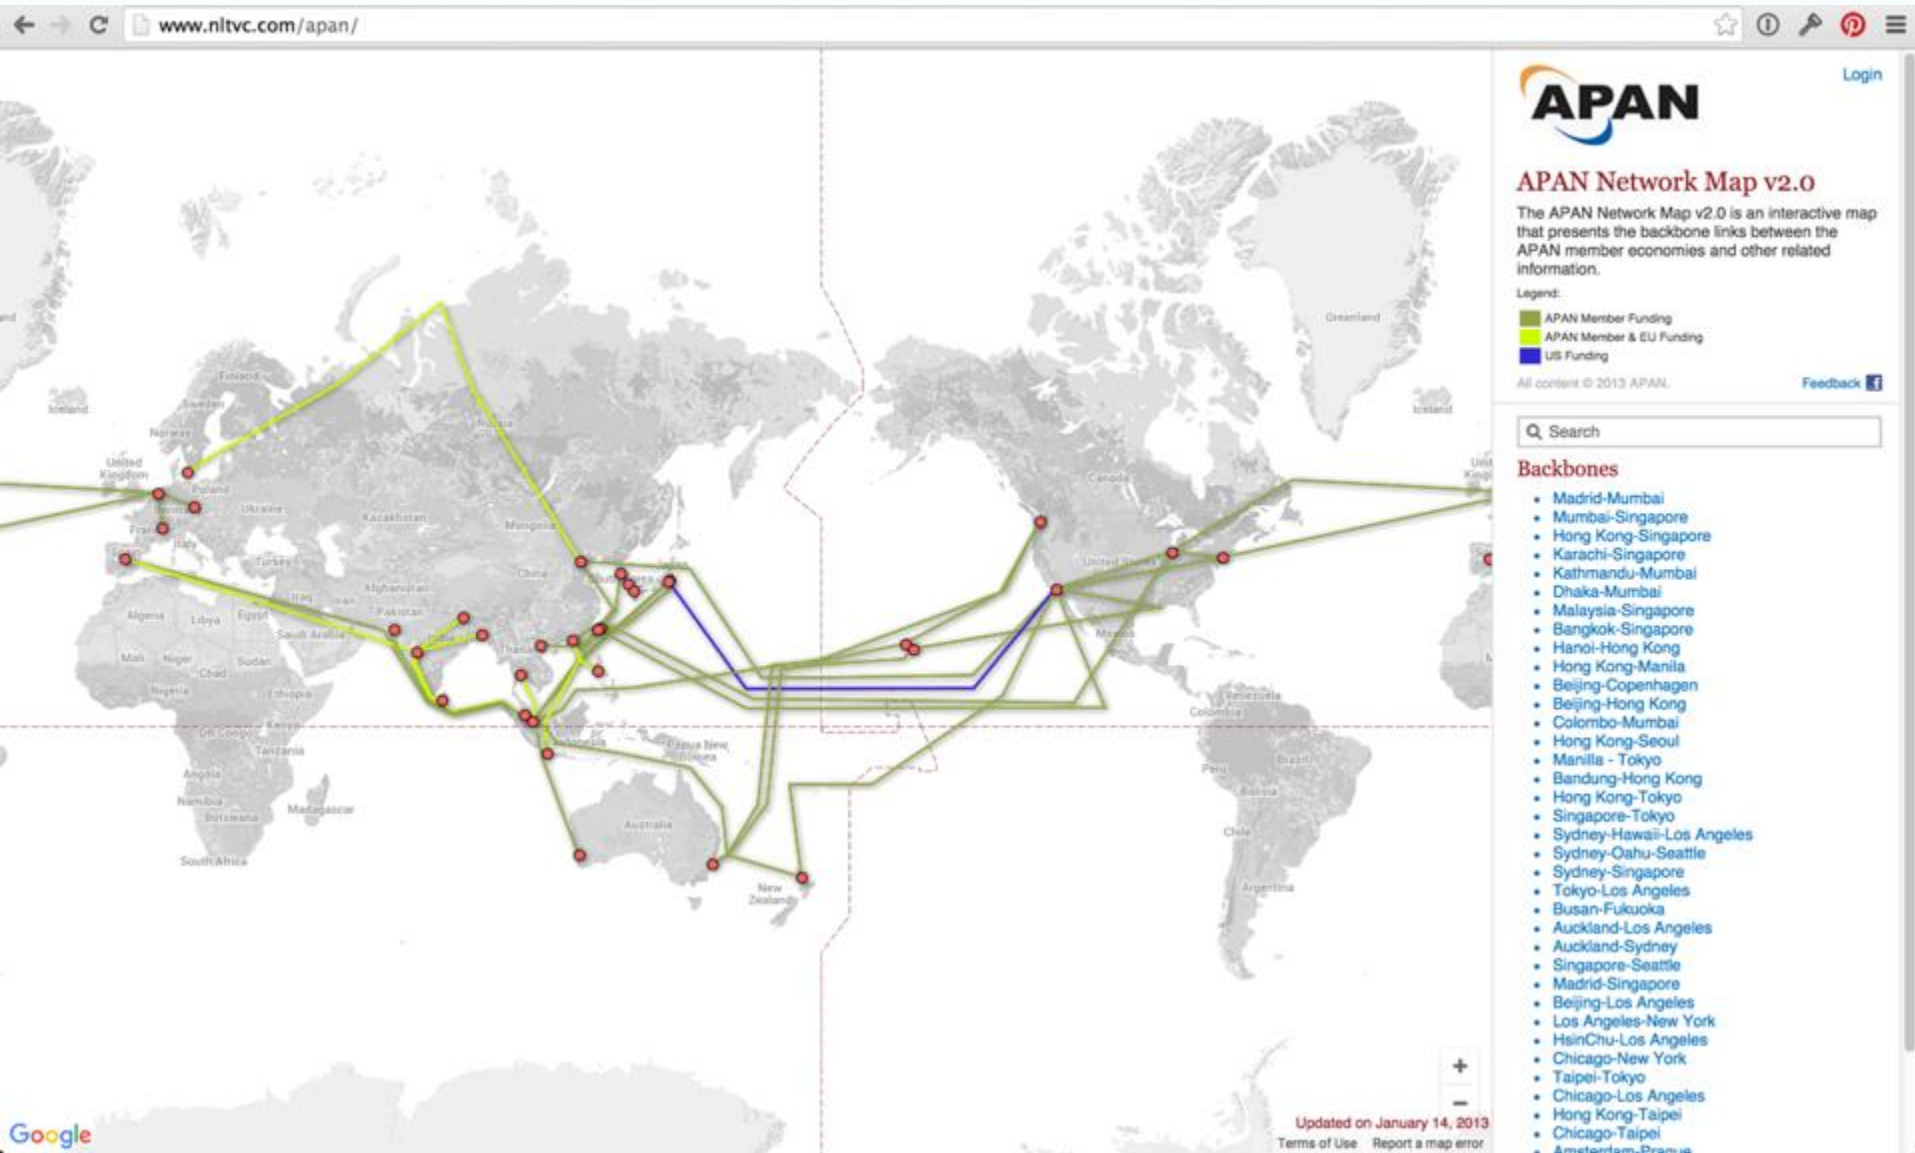 www.nltvc.com/apan/
Login
APAN
APAN Network Map v2.0
The APAN Network Map v2.0 is an interactive map
that presents the backbone links between the
APAN member economies and other related
information.
Legend:
APAN Member Funding
APAN Member & EU Funding
US Funding
All content © 2013 APAN.
Feedback
Search
Backbones
Madrid-Mumbai
Mumbai-Singapore
Hong Kong-Singapore
Karachi-Singapore
Kathmandu-Mumbai
Dhaka-Mumbai
Malaysia-Singapore
Bangkok-Singapore
Hanoi-Hong Kong
Hong Kong-Manila
Beijing-Copenhagen
Beijing-Hong Kong
Colombo-Mumbai
Hong Kong-Seoul
Manilla - Tokyo
Bandung-Hong Kong
Hong Kong-Tokyo
Singapore-Tokyo
Sydney-Hawaii-Los Angeles
Sydney-Oahu-Seattle
Sydney-Singapore
Tokyo-Los Angeles
Busan-Fukuoka
Auckland-Los Angeles
Auckland-Sydney
Singapore-Seattle
Madrid-Singapore
Beijing-Los Angeles
Los Angeles-New York
HsinChu-Los Angeles
Chicago-New York
Taipei-Tokyo
Chicago-Los Angeles
Hong Kong-Taipei
Chicago-Taipei
Amsterdam-Prague
Greenland
Iceland
Iceland
Finland
Sweden
Norway
Russia
United
Kingdom
Poland
Ukraine
Kazakhstan
Mongolia
Italy
Turkey
China
Afghanistan
Iraq
Iran
Pakistan
Algeria
Libya
Egypt
Saudi Arabia
Mali
Niger
Chad
Sudan
Nigeria
Ethiopia
DR Congo
Kenya
Tanzania
Angola
Namibia
Botswana
Madagascar
South Africa
Papua New
Guinea
Australia
New
Zealand
Canada
United States
Mexico
Venezuela
Colombia
Peru
Brazil
Bolivia
Chile
Argentina
Google
+
−
Updated on January 14, 2013
Terms of Use
Report a map error